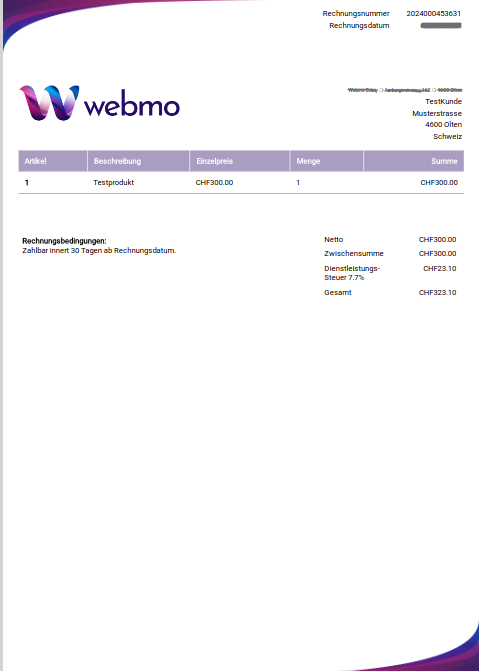 Rechnungsnummer 2024000453631
Rechnungsdatum
webmo
TestKunde
Musterstrasse
4600 Olten
Schweiz
Artikel Beschreibung Einzelpreis Menge Summe
1 Testprodukt CHF300.00 1 CHF300.00
Rechnungsbedingungen:
Zahlbar innert 30 Tagen ab Rechnungsdatum.
Netto CHF300.00
Zwischensumme CHF300.00
Dienstleistungs- CHF23.10
Steuer 7.7%
Gesamt CHF323.10